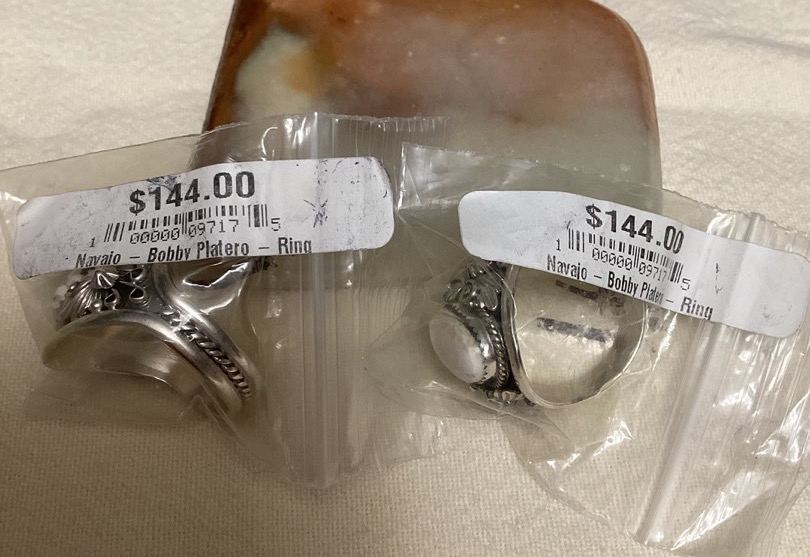 $144.00
1 00000 09717 5
Navajo – Bobby Platero – Ring
$144.00
1 00000 09717 5
Navajo – Bobby Platero – Ring